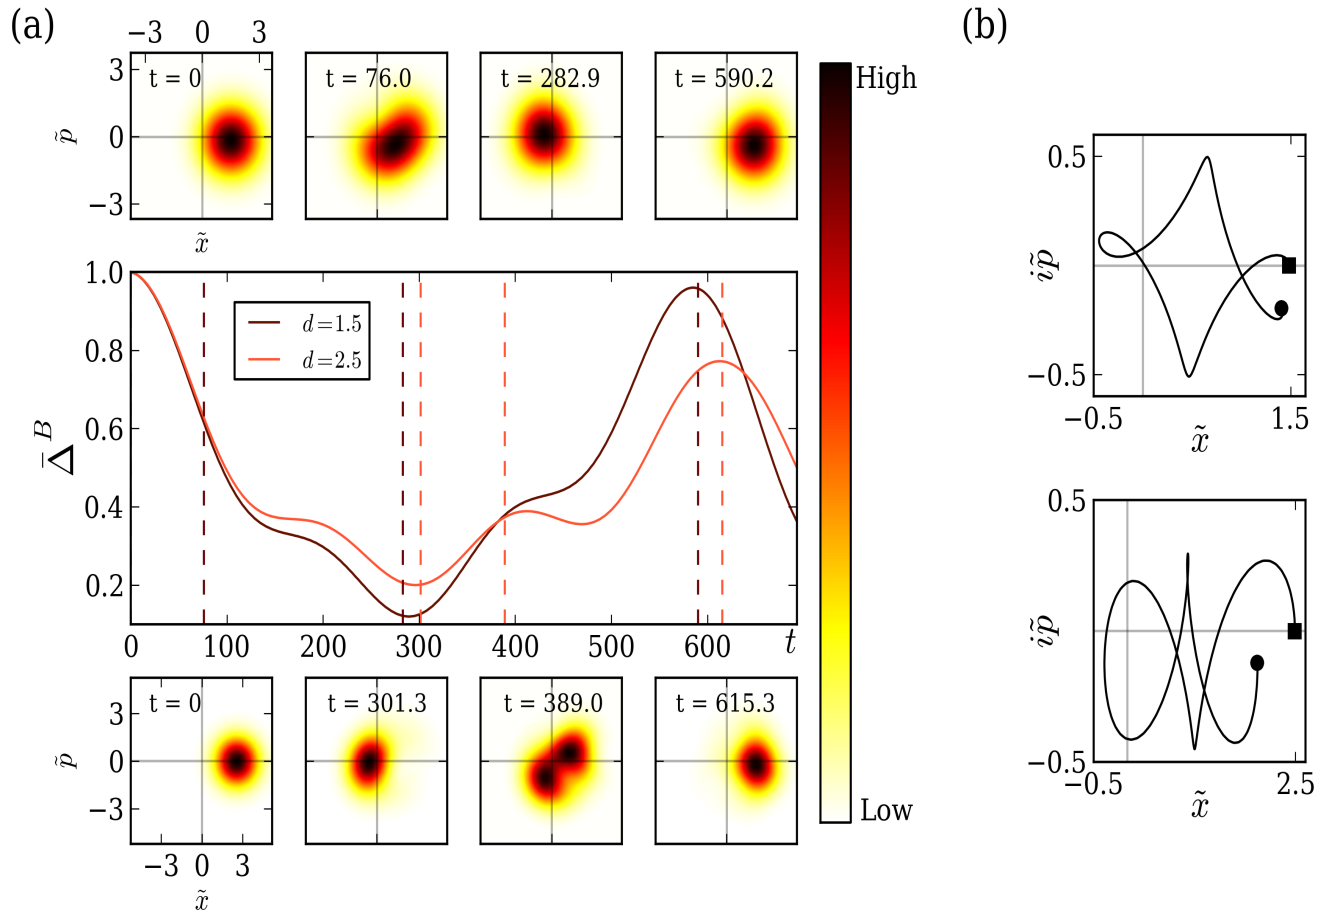 (a)
−3 0 3
3
0
−3
p̃
t = 0
t = 76.0
t = 282.9
t = 590.2
x̃
High
Low
1.0
0.8
0.6
0.4
0.2
Δ̄ᴮ
d=1.5
d=2.5
0 100 200 300 400 500 600 t
3
0
−3
p̃
t = 0
t = 301.3
t = 389.0
t = 615.3
−3 0 3
x̃
(b)
0.5
−0.5
ip̃
−0.5 1.5
x̃
0.5
−0.5
ip̃
−0.5 2.5
x̃